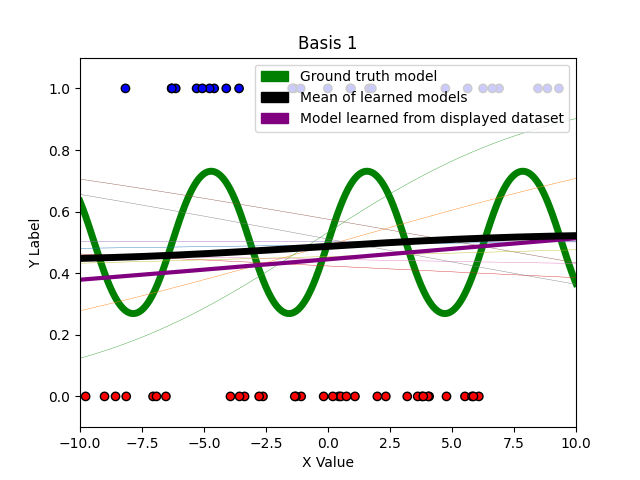 Basis 1
Ground truth model
Mean of learned models
Model learned from displayed dataset
Y Label
1.0
0.8
0.6
0.4
0.2
0.0
−10.0 −7.5 −5.0 −2.5 0.0 2.5 5.0 7.5 10.0
X Value